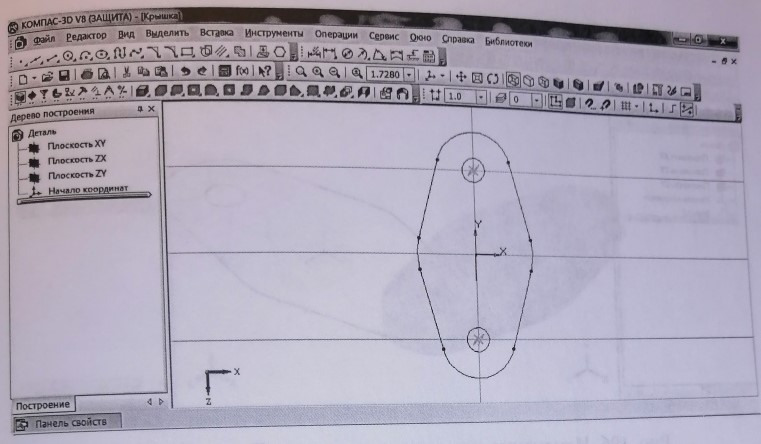 КОМПАС-3D V8 (ЗАЩИТА) - [Крышка]
Файл Редактор Вид Выделить Вставка Инструменты Операции Сервис Окно Справка Библиотеки
1.7280
1.0 0
Дерево построения
Деталь
Плоскость XY
Плоскость ZX
Плоскость ZY
Начало координат
Y
X
X
Z
Построение
Панель свойств